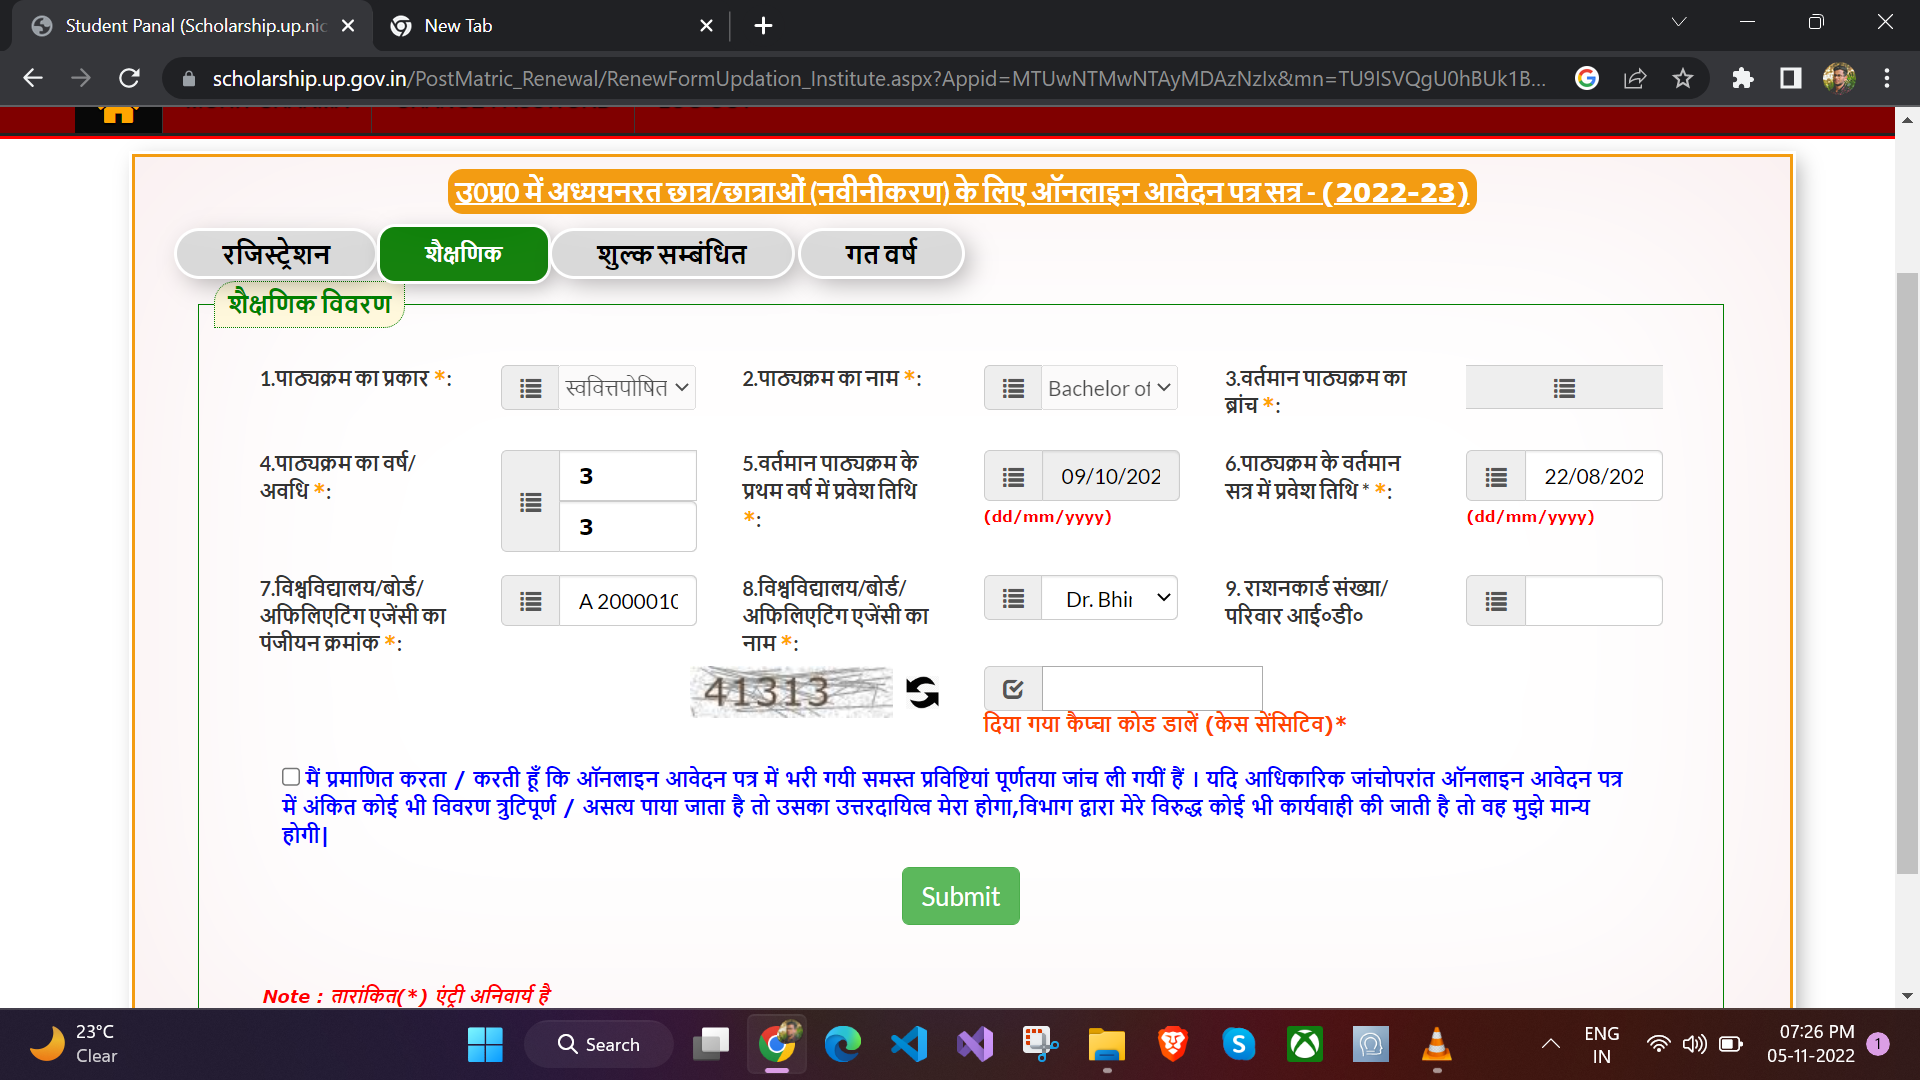 Student Panal (Scholarship.up.nic
New Tab
scholarship.up.gov.in/PostMatric_Renewal/RenewFormUpdation_Institute.aspx?Appid=MTUwNTMwNTAyMDAzNzIx&mn=TU9ISVQgU0hBUk1B...
उ0प्र0 में अध्ययनरत छात्र/छात्राओं (नवीनीकरण) के लिए ऑनलाइन आवेदन पत्र सत्र - (2022-23)
रजिस्ट्रेशन
शैक्षणिक
शुल्क सम्बंधित
गत वर्ष
शैक्षणिक विवरण
1.पाठ्यक्रम का प्रकार *:
स्ववित्तपोषित
2.पाठ्यक्रम का नाम *:
Bachelor of
3.वर्तमान पाठ्यक्रम का
ब्रांच *:
4.पाठ्यक्रम का वर्ष/
अवधि *:
3
3
5.वर्तमान पाठ्यक्रम के
प्रथम वर्ष में प्रवेश तिथि
*:
09/10/202
(dd/mm/yyyy)
6.पाठ्यक्रम के वर्तमान
सत्र में प्रवेश तिथि * *:
22/08/202
(dd/mm/yyyy)
7.विश्वविद्यालय/बोर्ड/
अफिलिएटिंग एजेंसी का
पंजीयन क्रमांक *:
A 2000010
8.विश्वविद्यालय/बोर्ड/
अफिलिएटिंग एजेंसी का
नाम *:
Dr. Bhir
9. राशनकार्ड संख्या/
परिवार आई०डी०
41313
दिया गया कैप्चा कोड डालें (केस सेंसिटिव)*
मैं प्रमाणित करता / करती हूँ कि ऑनलाइन आवेदन पत्र में भरी गयी समस्त प्रविष्टियां पूर्णतया जांच ली गयीं हैं । यदि आधिकारिक जांचोपरांत ऑनलाइन आवेदन पत्र
में अंकित कोई भी विवरण त्रुटिपूर्ण / असत्य पाया जाता है तो उसका उत्तरदायित्व मेरा होगा,विभाग द्वारा मेरे विरुद्ध कोई भी कार्यवाही की जाती है तो वह मुझे मान्य
होगी|
Submit
Note : तारांकित(*) एंट्री अनिवार्य है
23°C
Clear
Search
ENG
IN
07:26 PM
05-11-2022
1